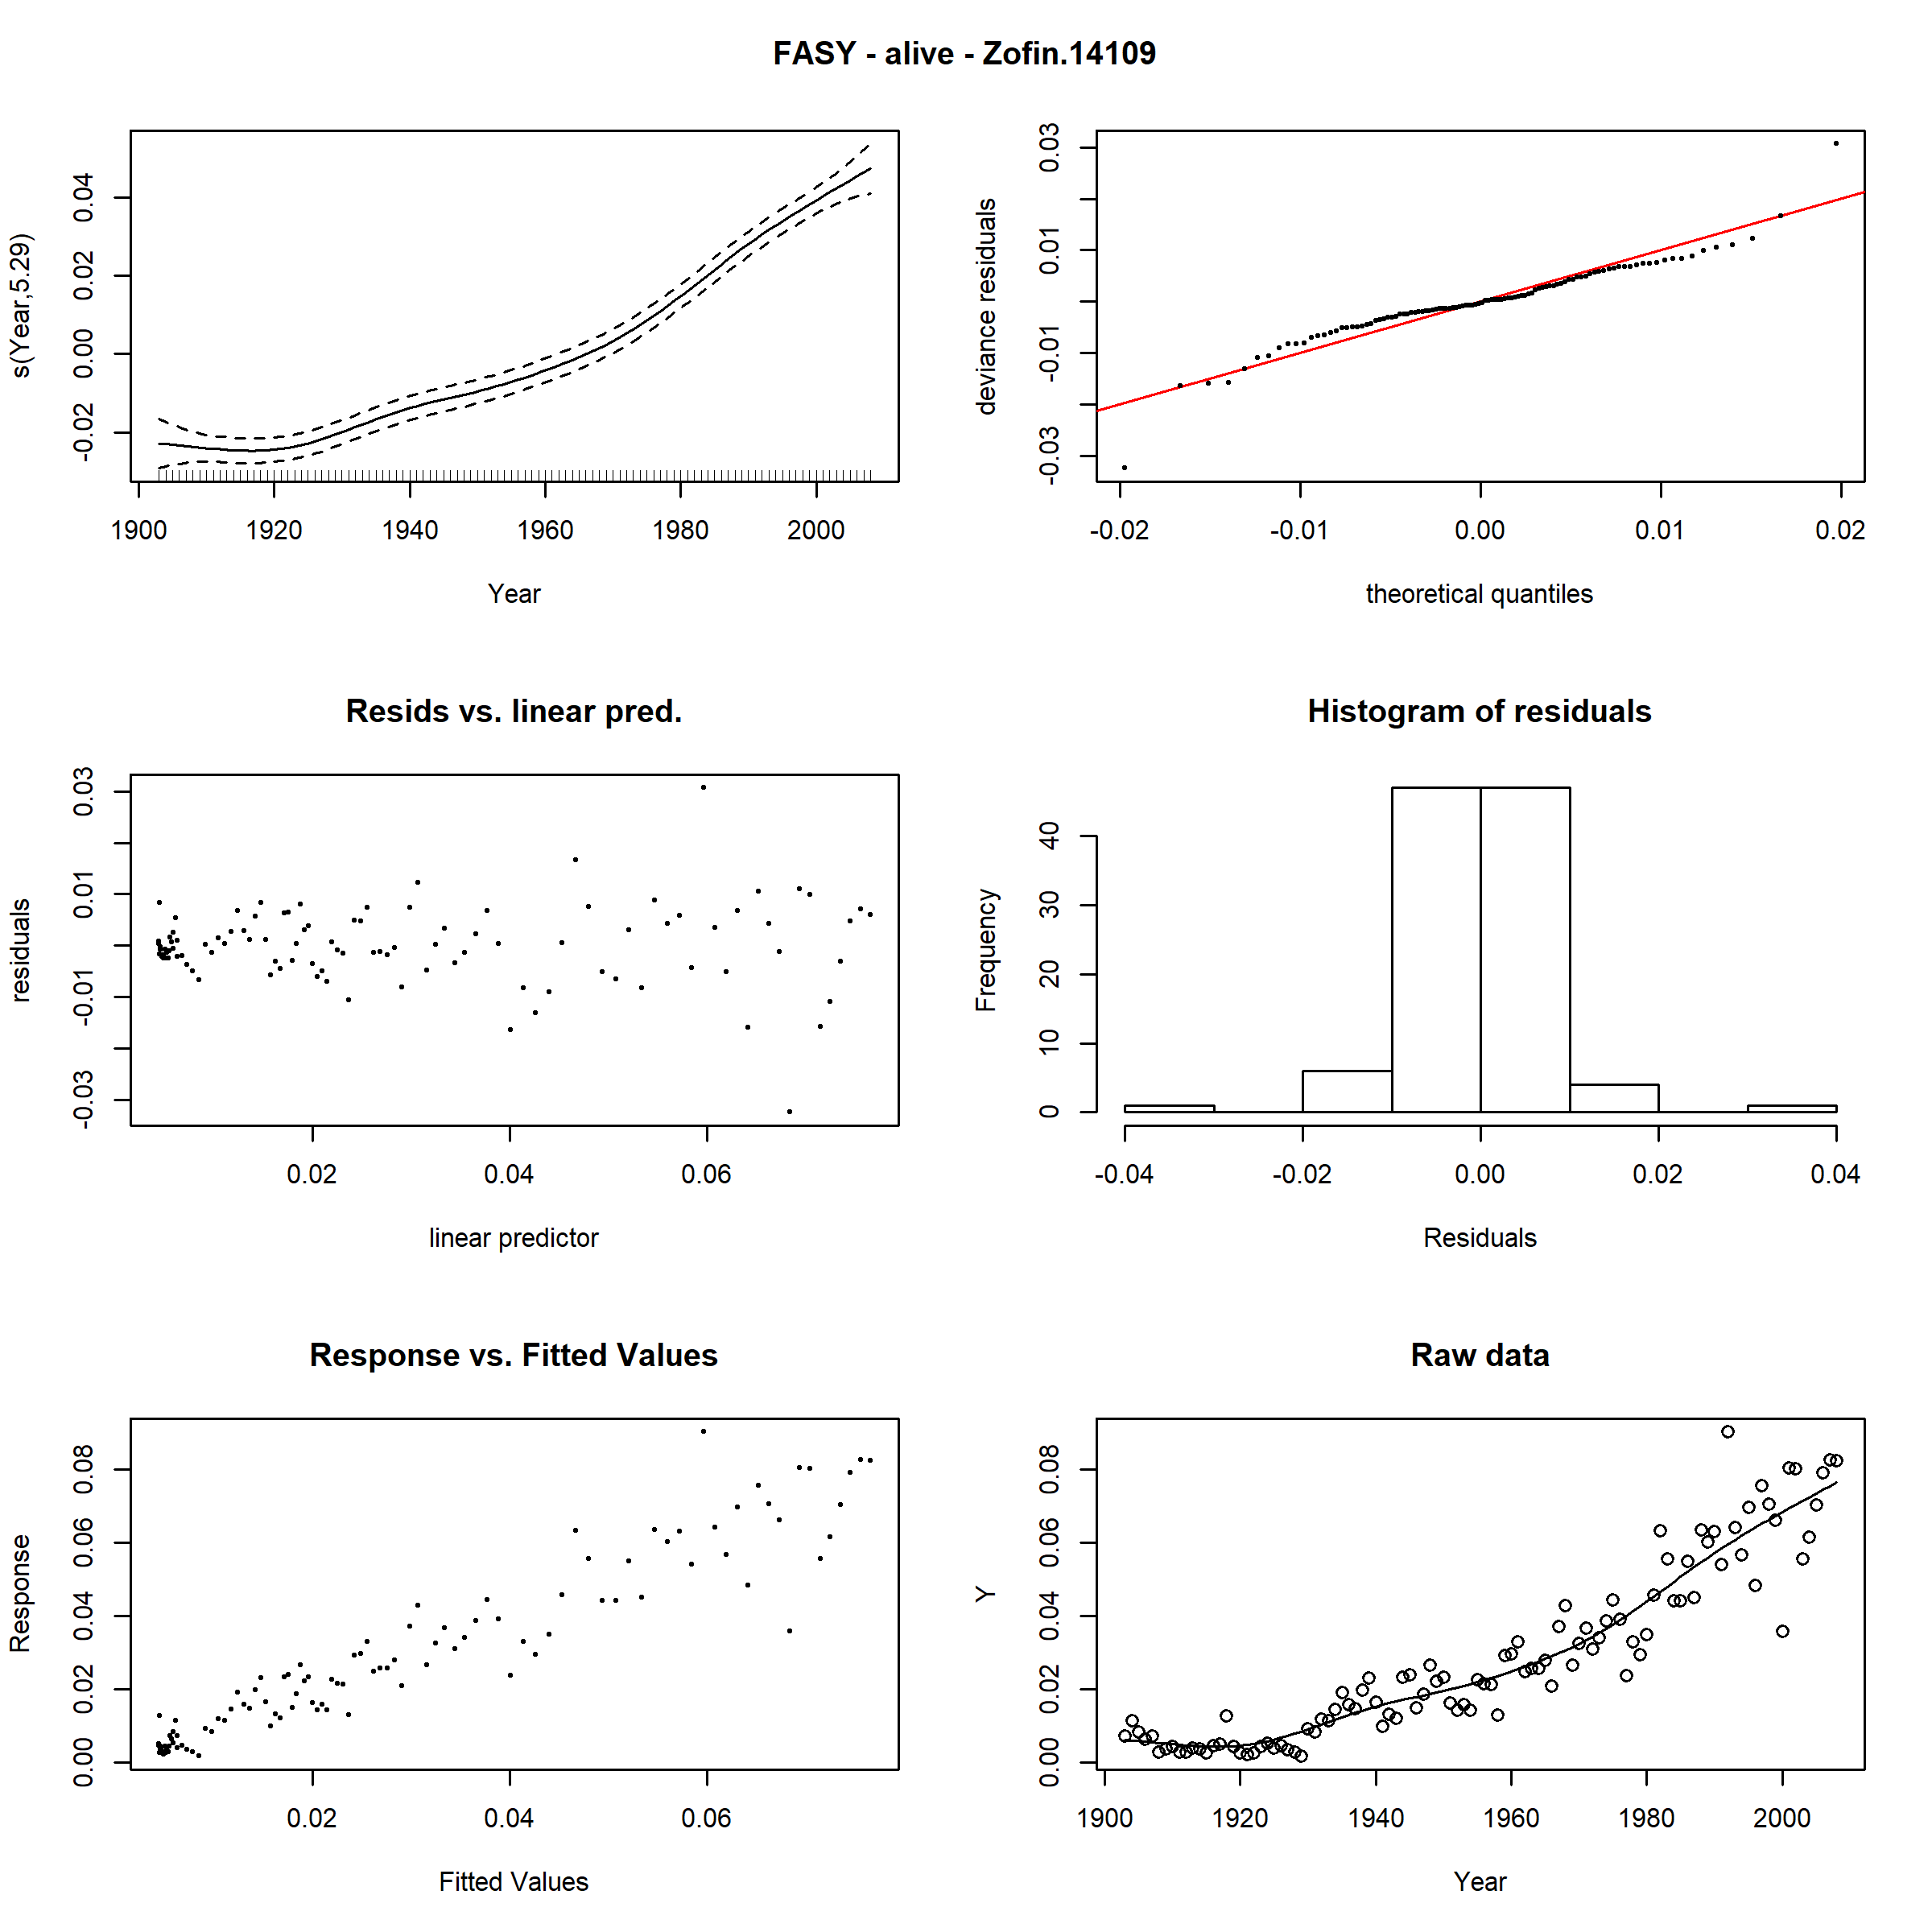 FASY - alive - Zofin.14109
s(Year,5.29)
-0.02 0.00 0.02 0.04
1900 1920 1940 1960 1980 2000
Year
deviance residuals
-0.03 -0.01 0.01 0.03
-0.02 -0.01 0.00 0.01 0.02
theoretical quantiles
Resids vs. linear pred.
residuals
-0.03 -0.01 0.01 0.03
0.02 0.04 0.06
linear predictor
Histogram of residuals
Frequency
0 10 20 30 40
-0.04 -0.02 0.00 0.02 0.04
Residuals
Response vs. Fitted Values
Response
0.00 0.02 0.04 0.06 0.08
0.02 0.04 0.06
Fitted Values
Raw data
Y
0.00 0.02 0.04 0.06 0.08
1900 1920 1940 1960 1980 2000
Year